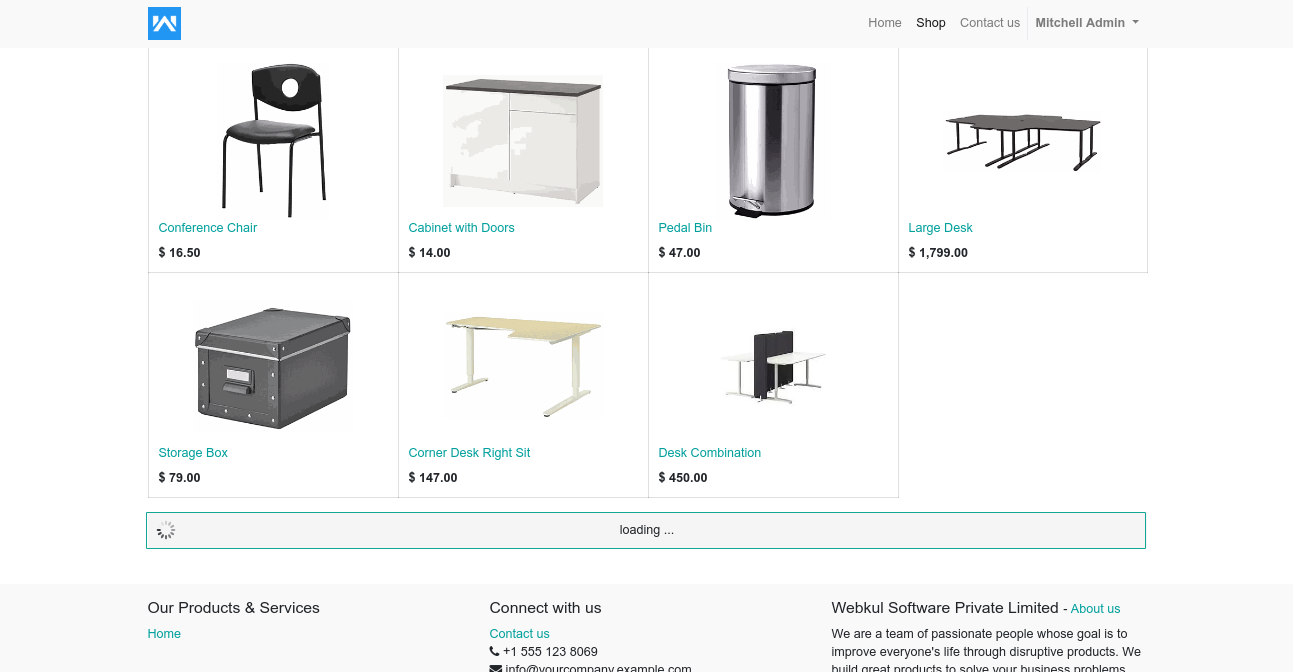 Home Shop Contact us Mitchell Admin
Conference Chair Cabinet with Doors Pedal Bin Large Desk
$ 16.50 $ 14.00 $ 47.00 $ 1,799.00
Storage Box Corner Desk Right Sit Desk Combination
$ 79.00 $ 147.00 $ 450.00
loading ...
Our Products & Services Connect with us Webkul Software Private Limited - About us
Home Contact us We are a team of passionate people whose goal is to
+1 555 123 8069 improve everyone's life through disruptive products. We
info@yourcompany.example.com build great products to solve your business problems.